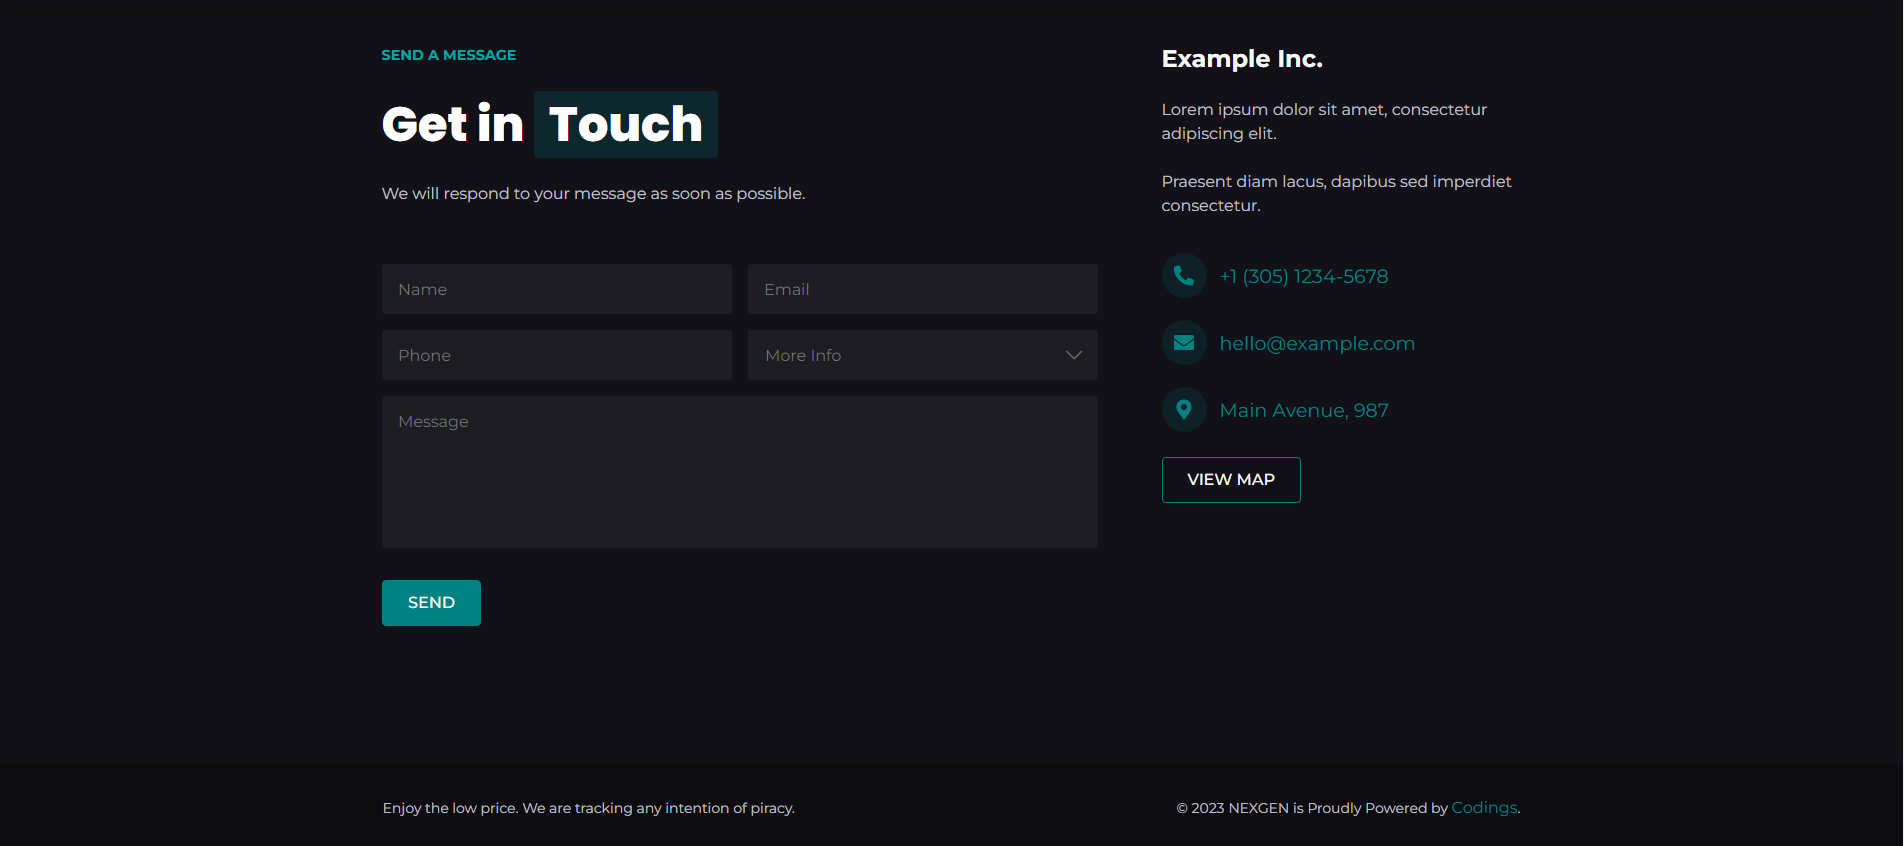 SEND A MESSAGE
Get in Touch
We will respond to your message as soon as possible.
Name
Email
Phone
More Info
Message
SEND
Example Inc.
Lorem ipsum dolor sit amet, consectetur
adipiscing elit.
Praesent diam lacus, dapibus sed imperdiet
consectetur.
+1 (305) 1234-5678
hello@example.com
Main Avenue, 987
VIEW MAP
Enjoy the low price. We are tracking any intention of piracy.
© 2023 NEXGEN is Proudly Powered by Codings.